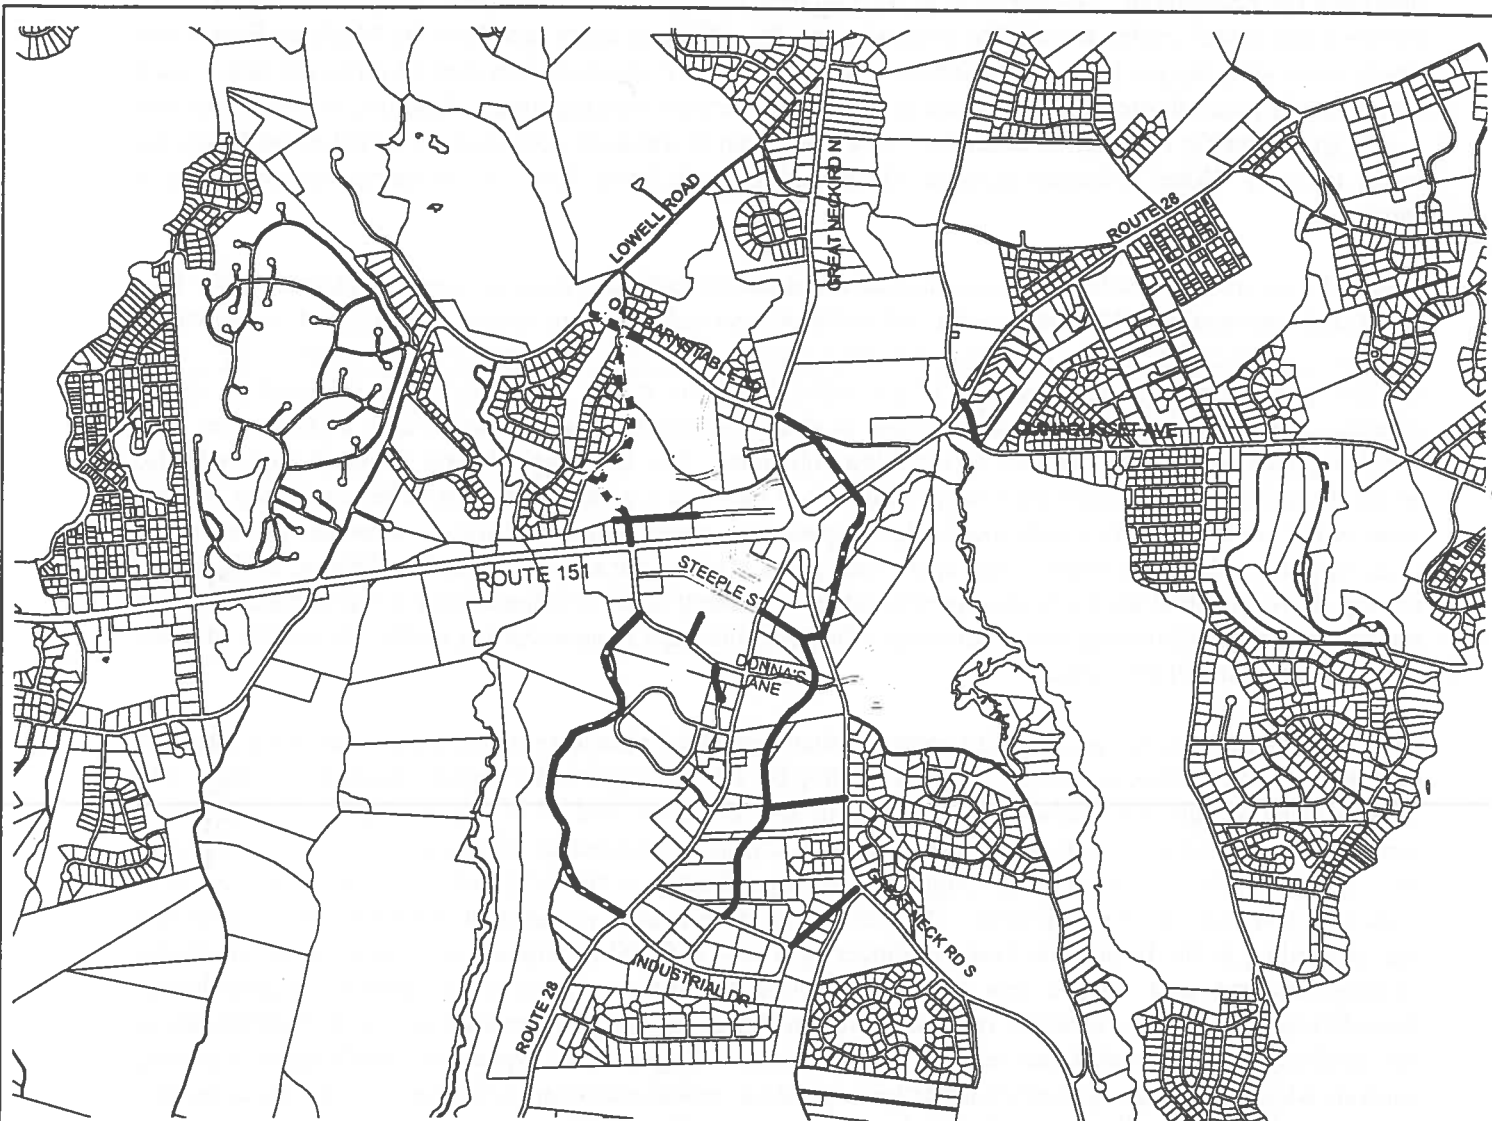 LOWELL ROAD
GREAT NECK RD N
ROUTE 28
OLD BARNSTABLE RD
ROUTE 151
STEEPLE ST
DONNA'S
LANE
GREAT NECK RD S
INDUSTRIAL DR
ROUTE 28